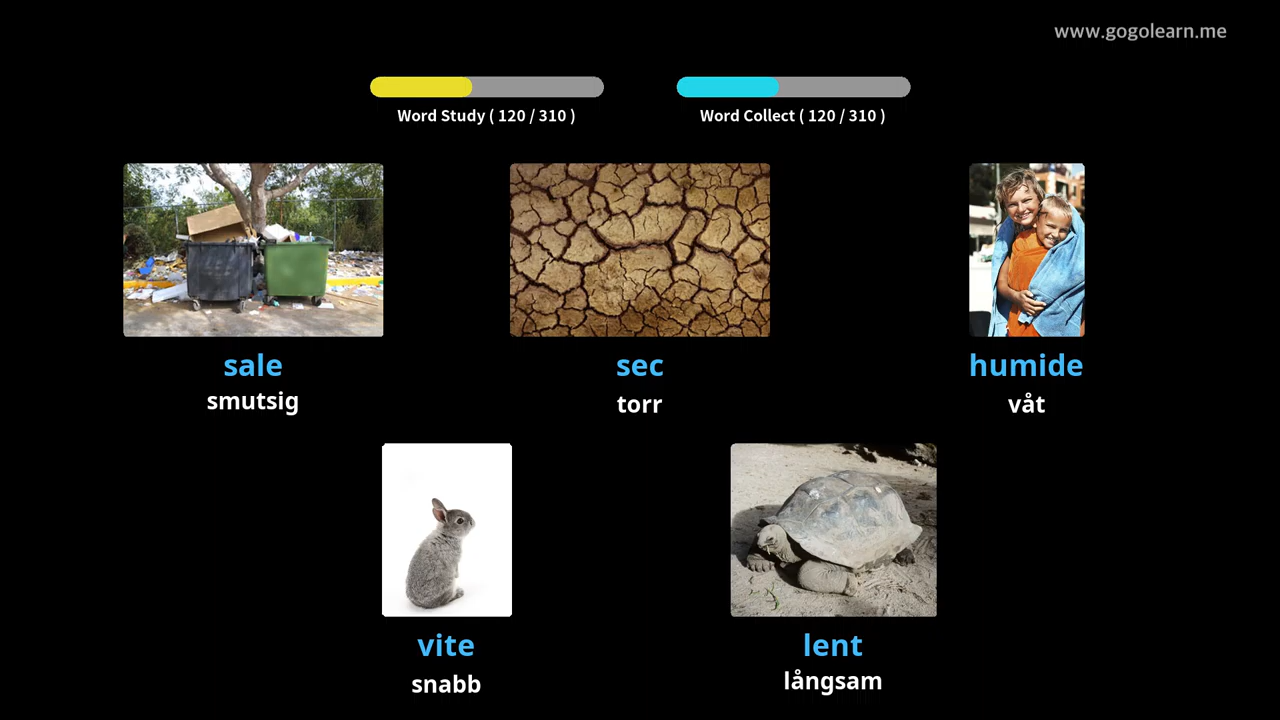 www.gogolearn.me
Word Study ( 120 / 310 )
Word Collect ( 120 / 310 )
sale
smutsig
sec
torr
humide
våt
vite
snabb
lent
långsam